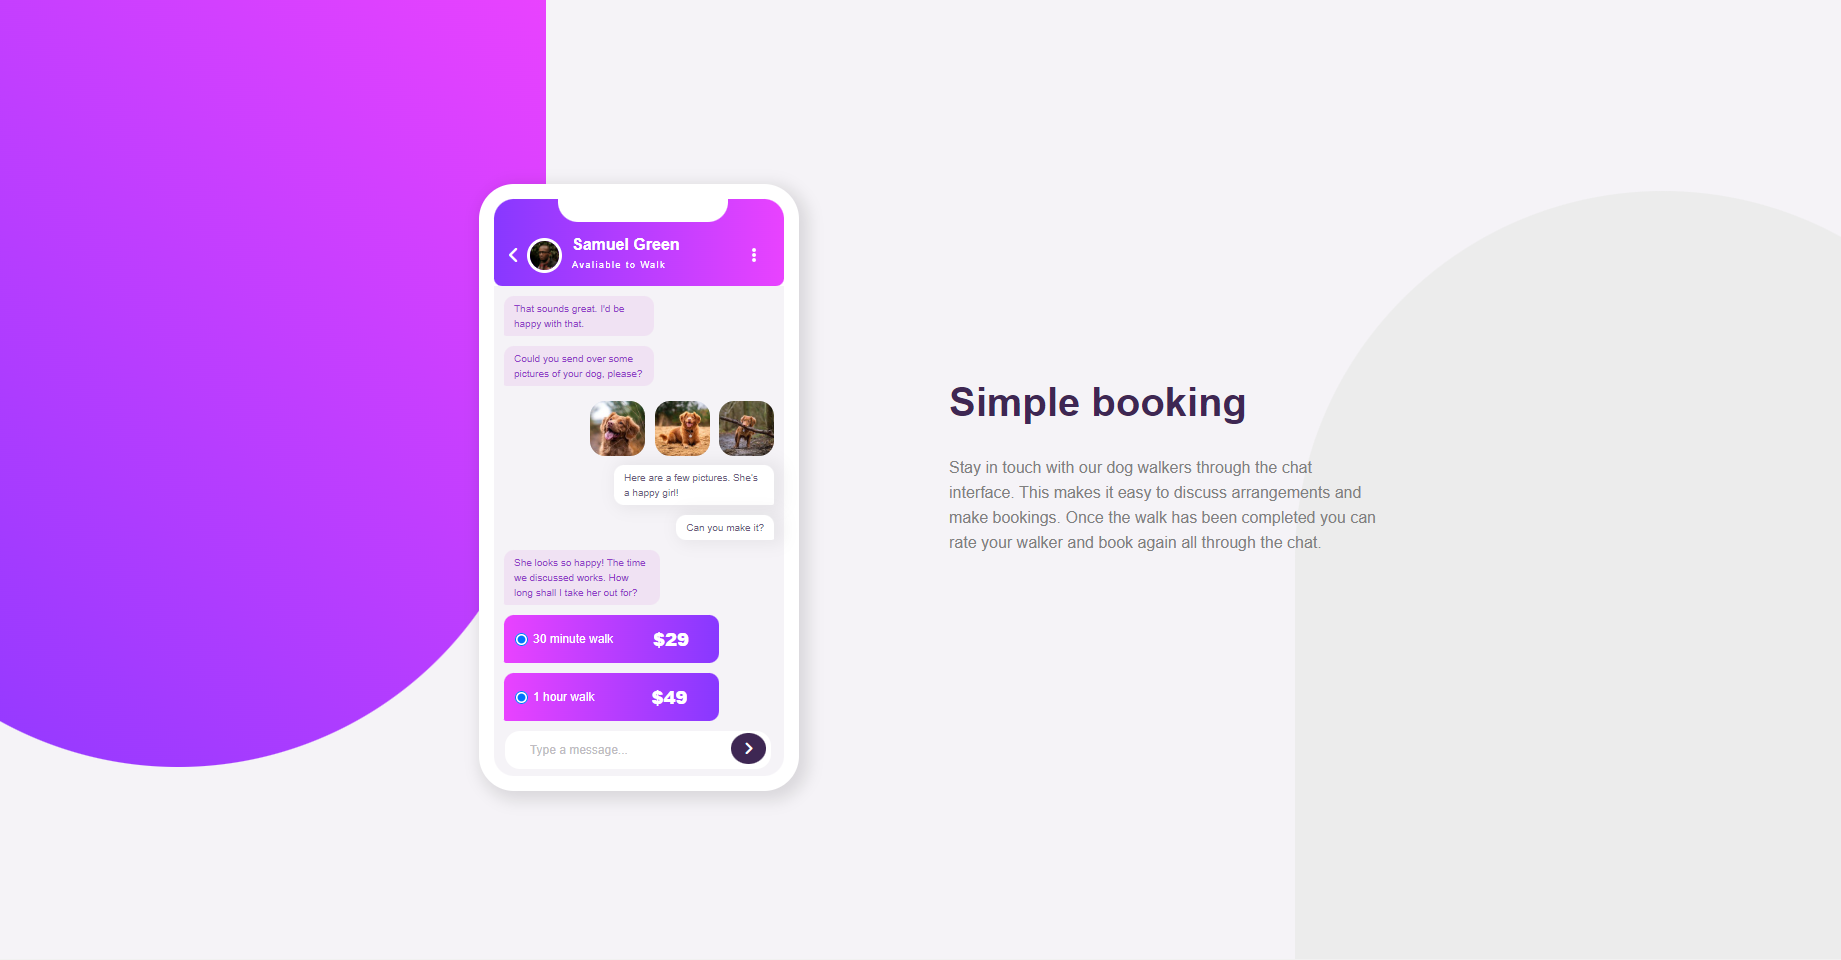 Samuel Green
Avaliable to Walk
That sounds great. I'd be
happy with that.
Could you send over some
pictures of your dog, please?
Here are a few pictures. She's
a happy girl!
Can you make it?
She looks so happy! The time
we discussed works. How
long shall I take her out for?
30 minute walk $29
1 hour walk $49
Type a message...
Simple booking
Stay in touch with our dog walkers through the chat
interface. This makes it easy to discuss arrangements and
make bookings. Once the walk has been completed you can
rate your walker and book again all through the chat.